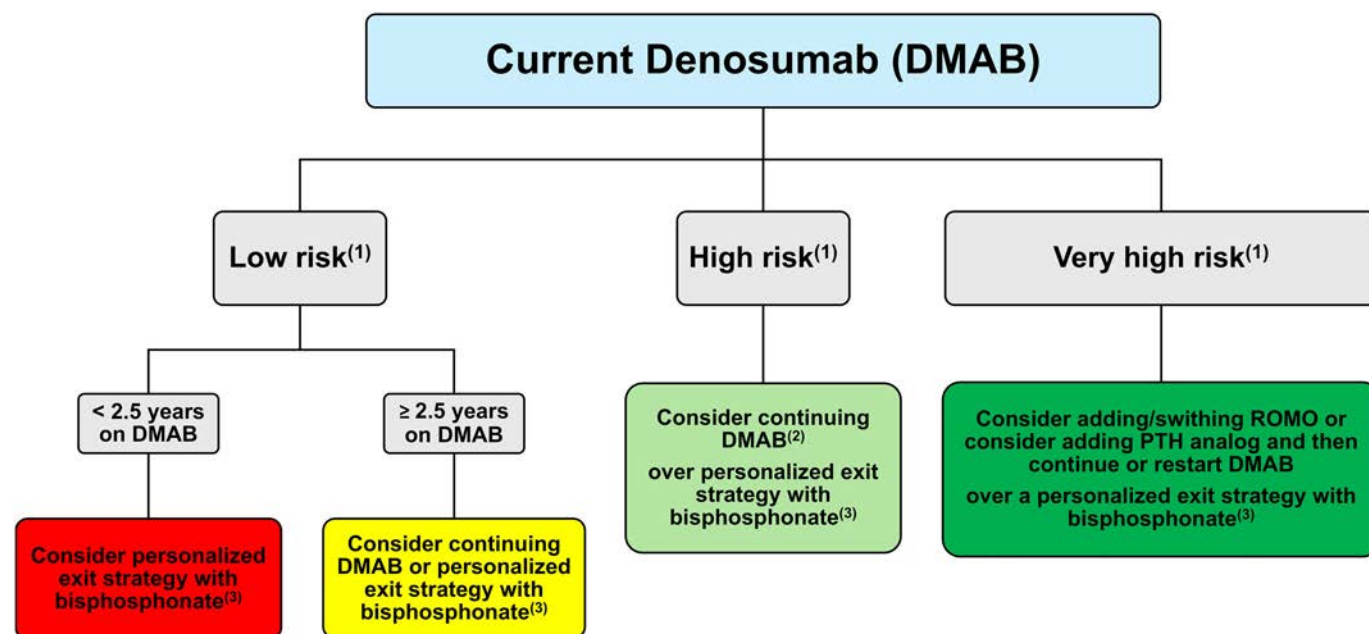 Current Denosumab (DMAB)
Low risk(1)
High risk(1)
Very high risk(1)
< 2.5 years
on DMAB
≥ 2.5 years
on DMAB
Consider personalized
exit strategy with
bisphosphonate(3)
Consider continuing
DMAB or personalized
exit strategy with
bisphosphonate(3)
Consider continuing
DMAB(2)
over personalized exit
strategy with
bisphosphonate(3)
Consider adding/swithing ROMO or
consider adding PTH analog and then
continue or restart DMAB
over a personalized exit strategy with
bisphosphonate(3)